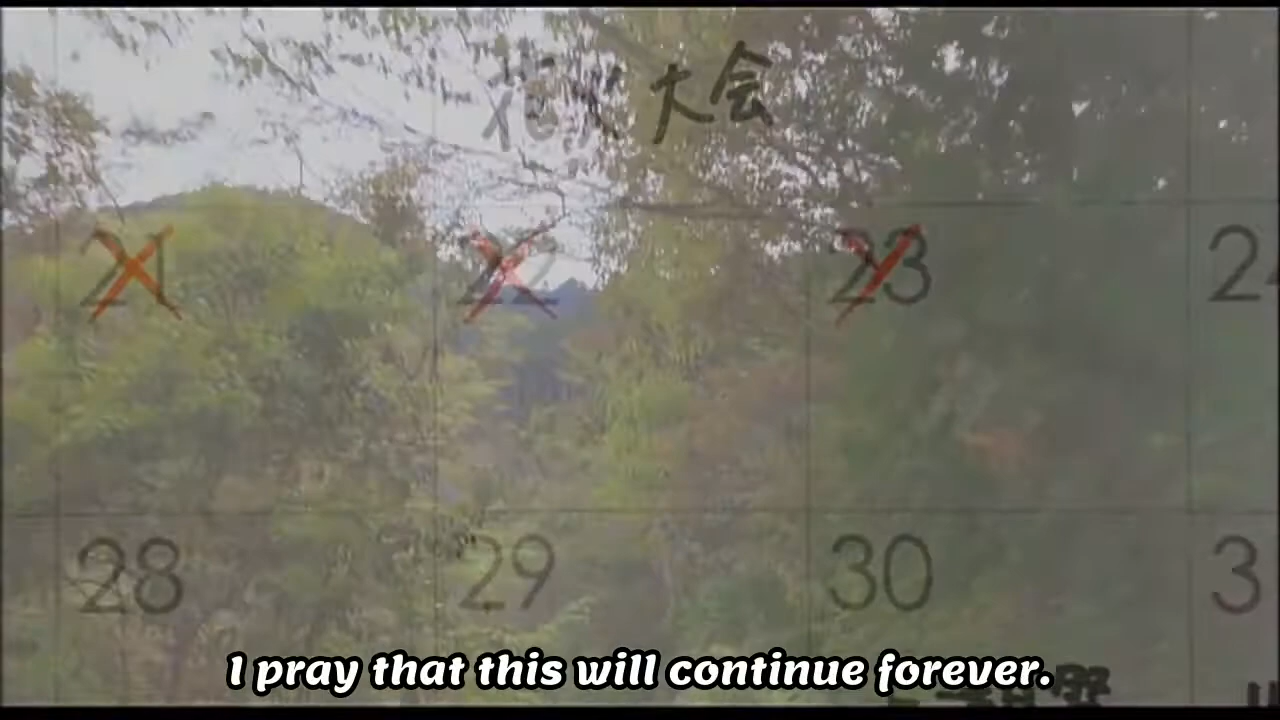 花火大会
21 22 23 24
28 29 30 3
I pray that this will continue forever.